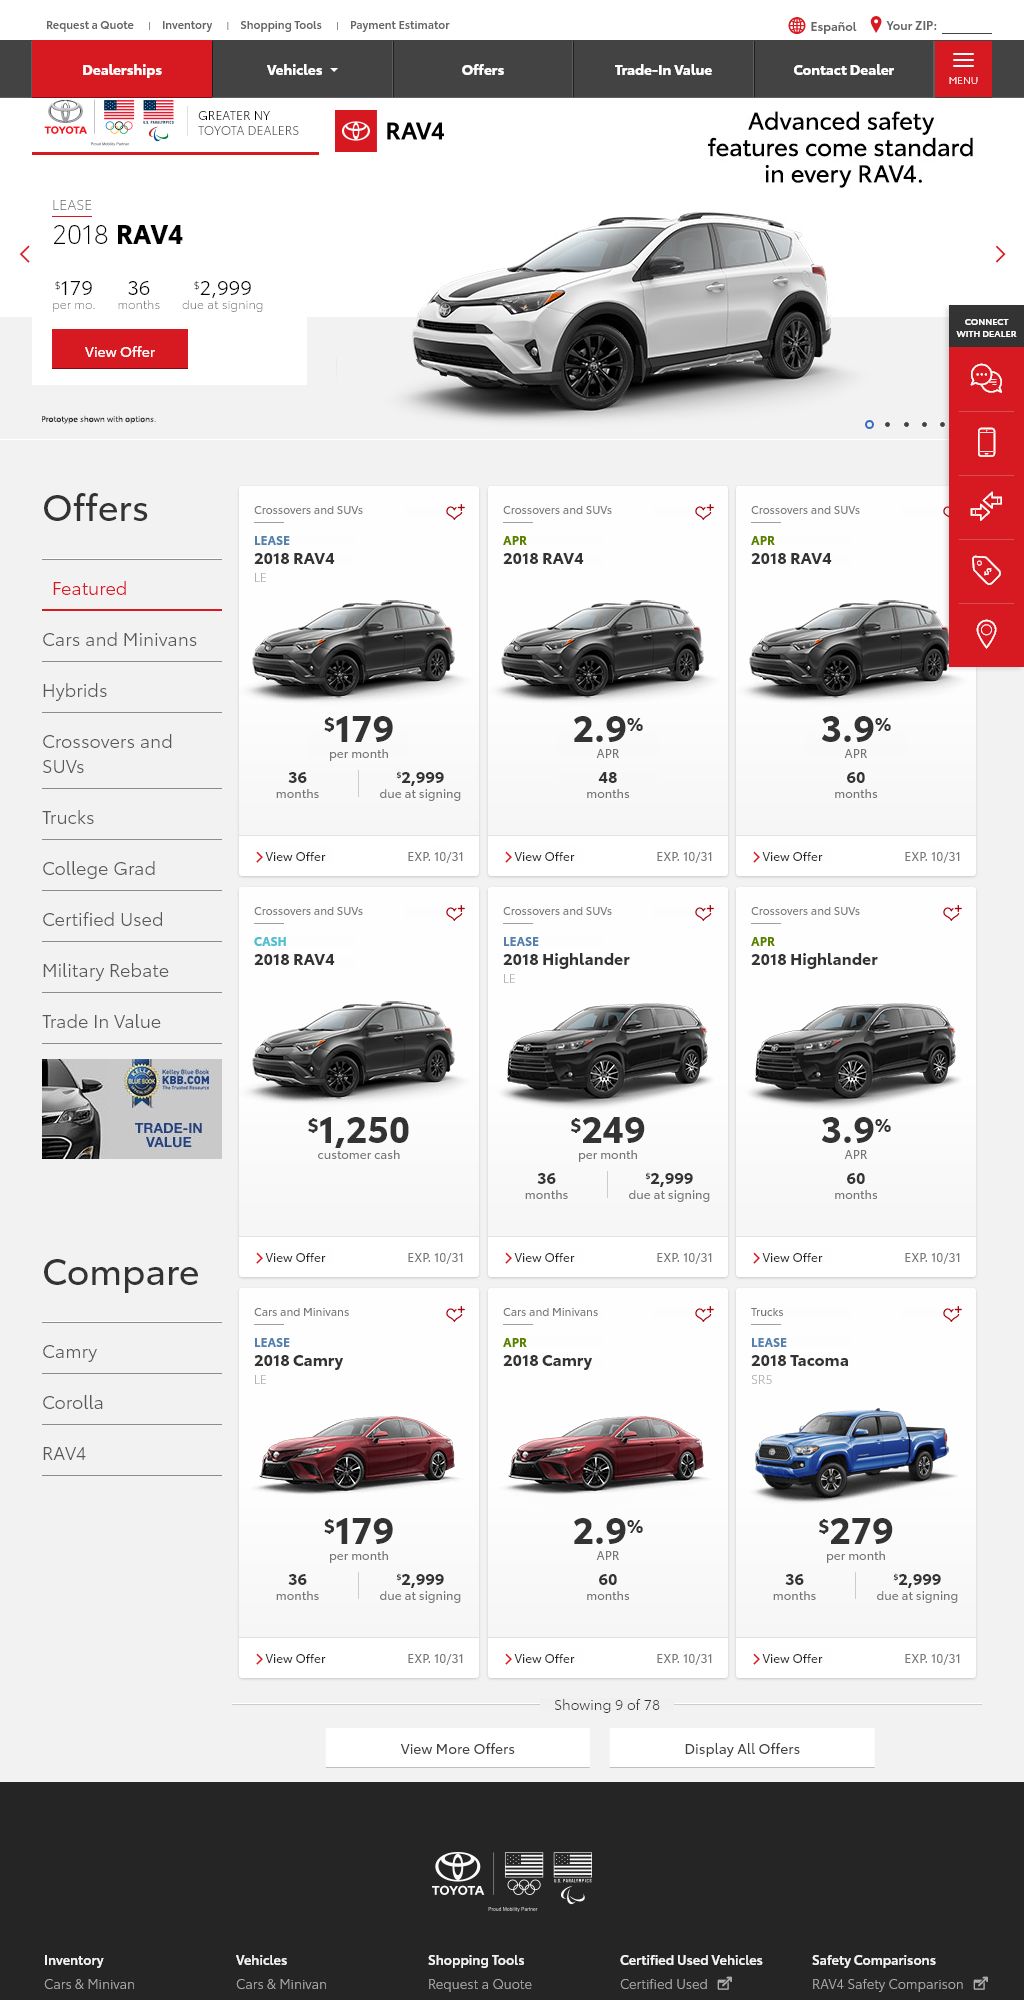 Request a Quote | Inventory | Shopping Tools | Payment Estimator
Español Your ZIP:
Dealerships Vehicles Offers Trade-In Value Contact Dealer MENU
TOYOTA
Proud Mobility Partner
GREATER NY
TOYOTA DEALERS
RAV4
Advanced safety
features come standard
in every RAV4.
LEASE
2018 RAV4
$179 36 $2,999
per mo. months due at signing
View Offer
Prototype shown with options.
CONNECT
WITH DEALER
Offers
Featured
Cars and Minivans
Hybrids
Crossovers and
SUVs
Trucks
College Grad
Certified Used
Military Rebate
Trade In Value
KELLEY
BLUE BOOK
Kelley Blue Book
KBB.COM
The Trusted Resource
TRADE-IN
VALUE
Compare
Camry
Corolla
RAV4
Crossovers and SUVs
LEASE
2018 RAV4
LE
$179
per month
36 $2,999
months due at signing
View Offer EXP. 10/31
Crossovers and SUVs
APR
2018 RAV4
2.9%
APR
48
months
View Offer EXP. 10/31
Crossovers and SUVs
APR
2018 RAV4
3.9%
APR
60
months
View Offer EXP. 10/31
Crossovers and SUVs
CASH
2018 RAV4
$1,250
customer cash
View Offer EXP. 10/31
Crossovers and SUVs
LEASE
2018 Highlander
LE
$249
per month
36 $2,999
months due at signing
View Offer EXP. 10/31
Crossovers and SUVs
APR
2018 Highlander
3.9%
APR
60
months
View Offer EXP. 10/31
Cars and Minivans
LEASE
2018 Camry
LE
$179
per month
36 $2,999
months due at signing
View Offer EXP. 10/31
Cars and Minivans
APR
2018 Camry
2.9%
APR
60
months
View Offer EXP. 10/31
Trucks
LEASE
2018 Tacoma
SR5
$279
per month
36 $2,999
months due at signing
View Offer EXP. 10/31
Showing 9 of 78
View More Offers Display All Offers
TOYOTA
U.S. PARALYMPICS
Proud Mobility Partner
Inventory Vehicles Shopping Tools Certified Used Vehicles Safety Comparisons
Cars & Minivan Cars & Minivan Request a Quote Certified Used RAV4 Safety Comparison